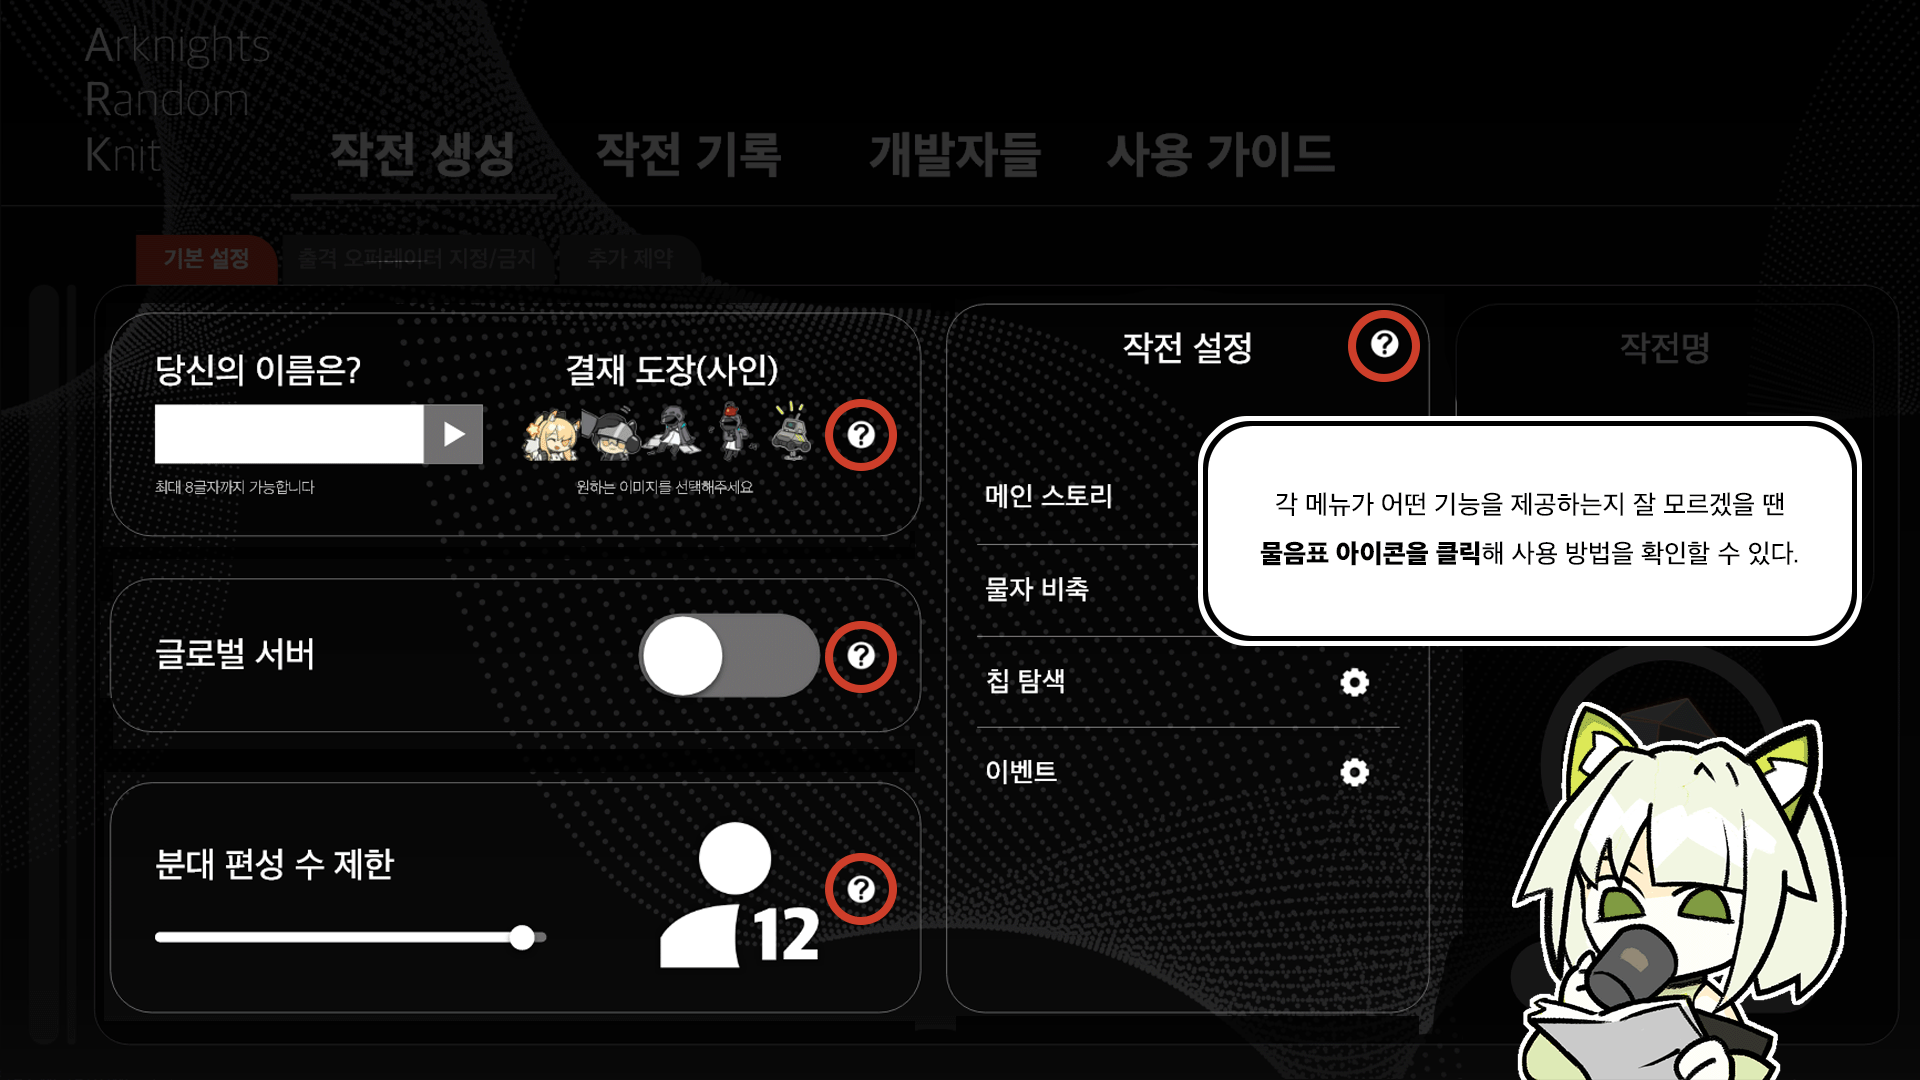 Arknights
Random
Knit
작전 생성
작전 기록
개발자들
사용 가이드
기본 설정
출격 오퍼레이터 지정/금지
추가 제약
당신의 이름은?
결재 도장(사인)
최대 8글자까지 가능합니다
원하는 이미지를 선택해주세요
글로벌 서버
분대 편성 수 제한
12
작전 설정
메인 스토리
물자 비축
칩 탐색
이벤트
작전명
각 메뉴가 어떤 기능을 제공하는지 잘 모르겠을 땐
물음표 아이콘을 클릭해 사용 방법을 확인할 수 있다.